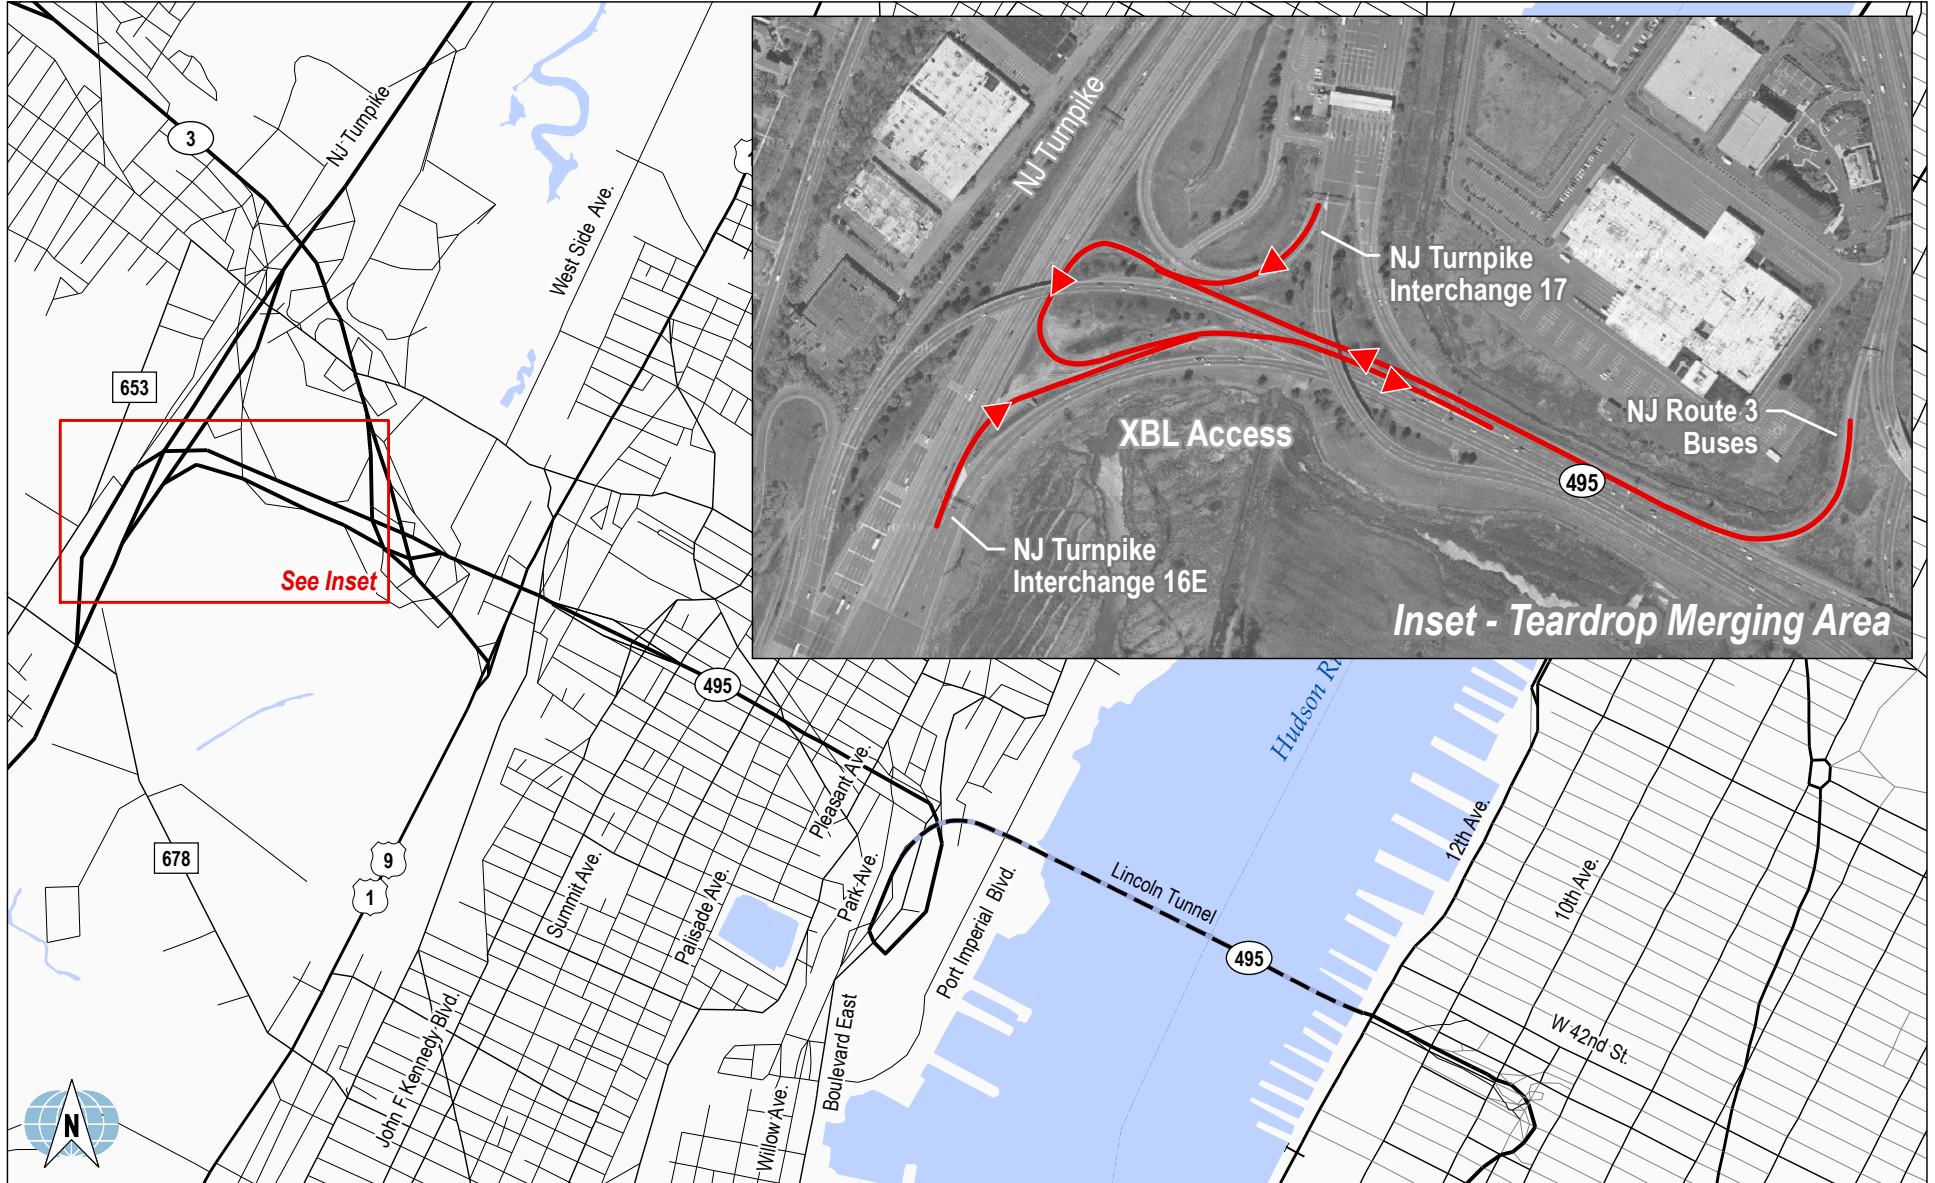 3
NJ Turnpike
West Side Ave.
653
See Inset
NJ Turnpike
NJ Turnpike
Interchange 17
XBL Access
NJ Route 3
Buses
495
NJ Turnpike
Interchange 16E
Inset - Teardrop Merging Area
495
Pleasant Ave.
12th Ave.
678
9
1
Summit Ave.
Palisade Ave.
Park Ave.
Port Imperial Blvd.
Lincoln Tunnel
10th Ave.
495
John F Kennedy Blvd.
Boulevard East
Willow Ave.
W 42nd St.
Hudson
N